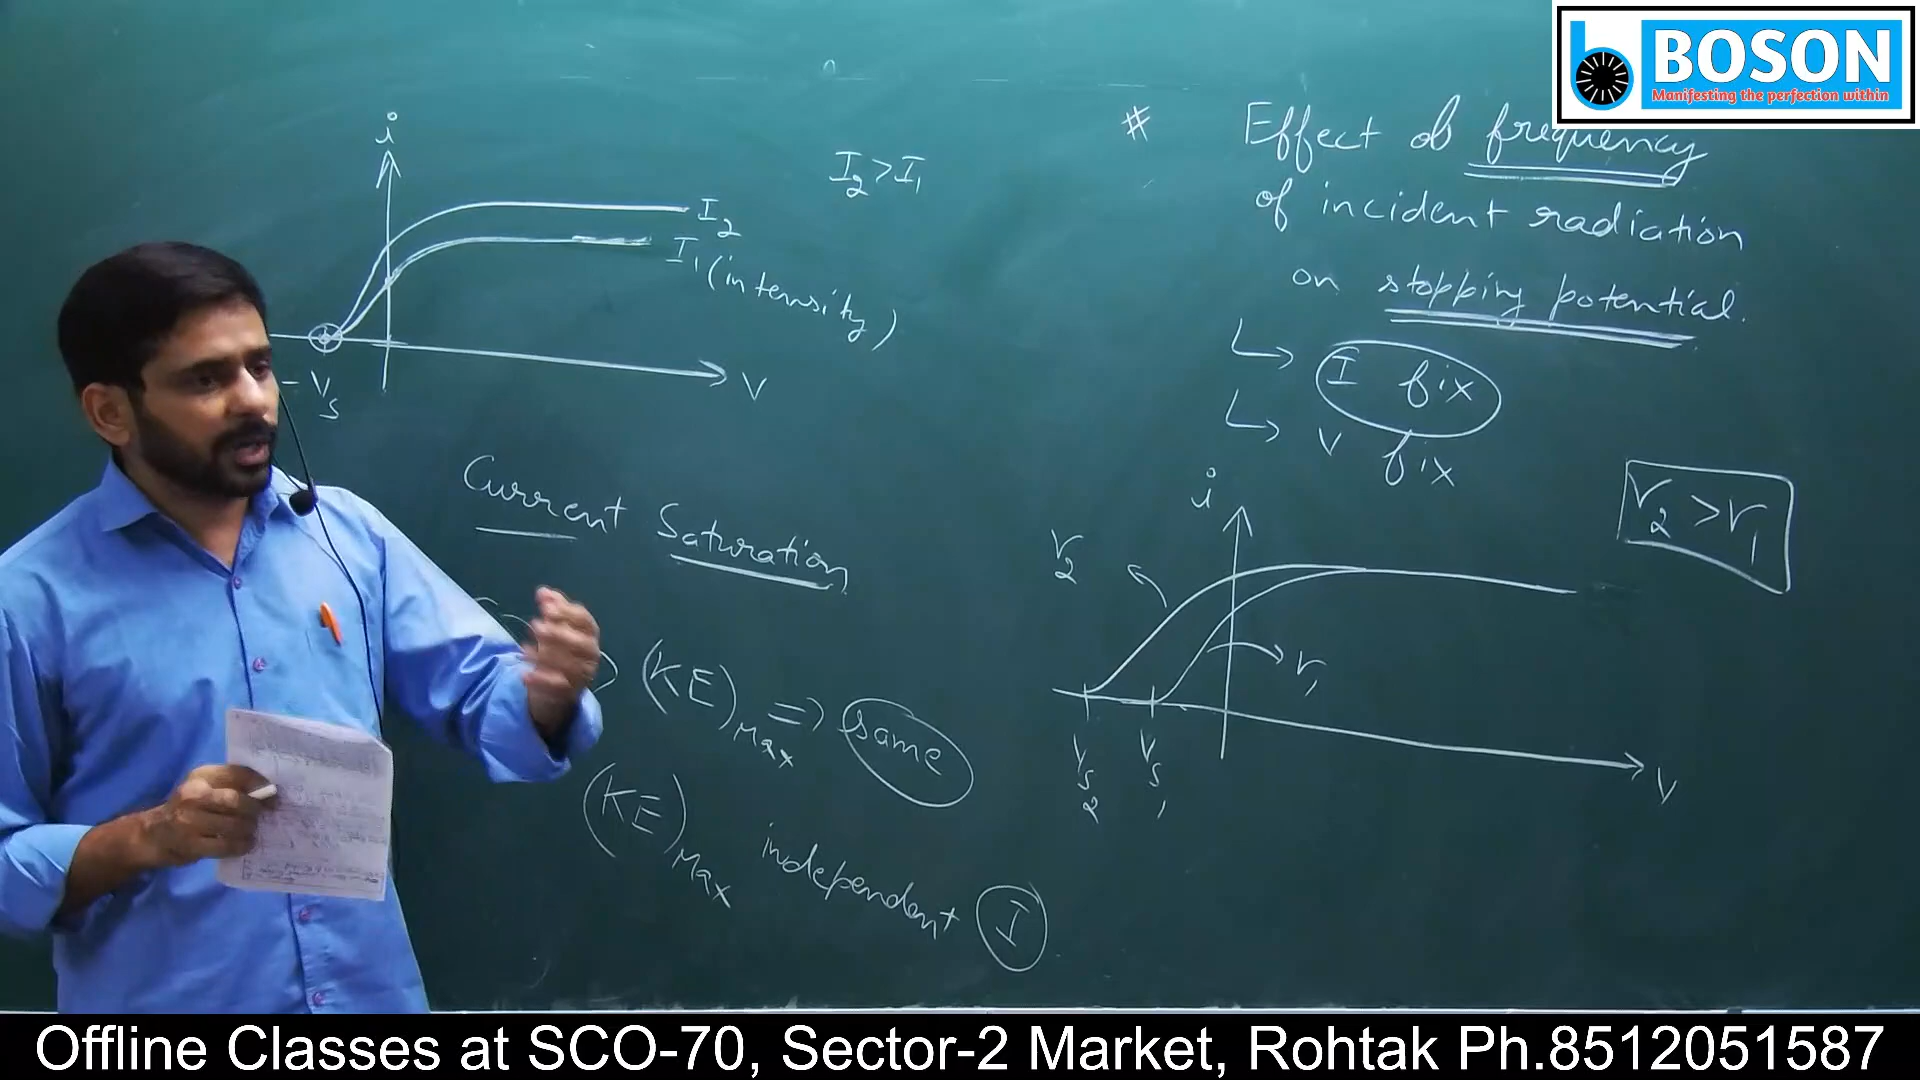 BOSON
Manifesting the perfection within
i
I₂ > I₁
I₂
I₁ (intensity)
- Vs
V
Current Saturation
(KE)Max => same
(KE)Max independent I
# Effect of frequency
of incident radiation
on stopping potential.
I fix
V fix
i
ν₂ > ν₁
ν₂
ν₁
Vs₂
Vs₁
V
Offline Classes at SCO-70, Sector-2 Market, Rohtak Ph.8512051587